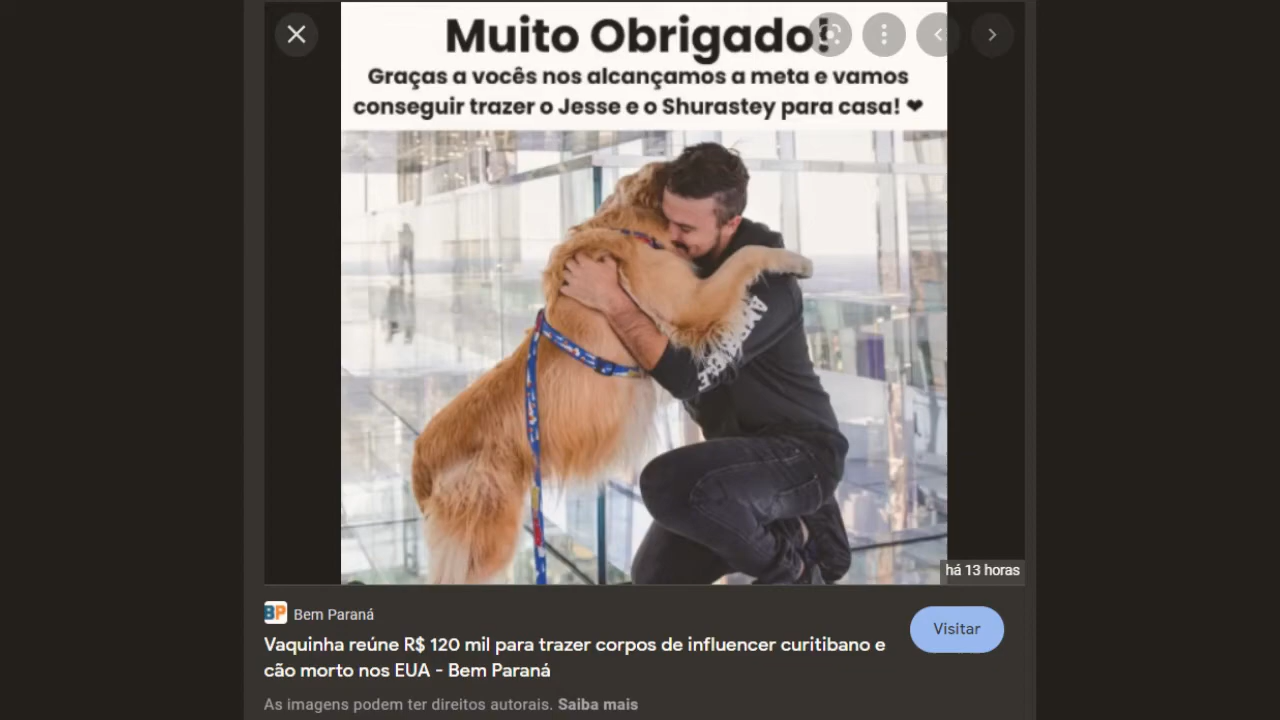 Muito Obrigado!
Graças a vocês nos alcançamos a meta e vamos
conseguir trazer o Jesse e o Shurastey para casa! ❤
há 13 horas
BP Bem Paraná
Vaquinha reúne R$ 120 mil para trazer corpos de influencer curitibano e
cão morto nos EUA - Bem Paraná
Visitar
As imagens podem ter direitos autorais. Saiba mais